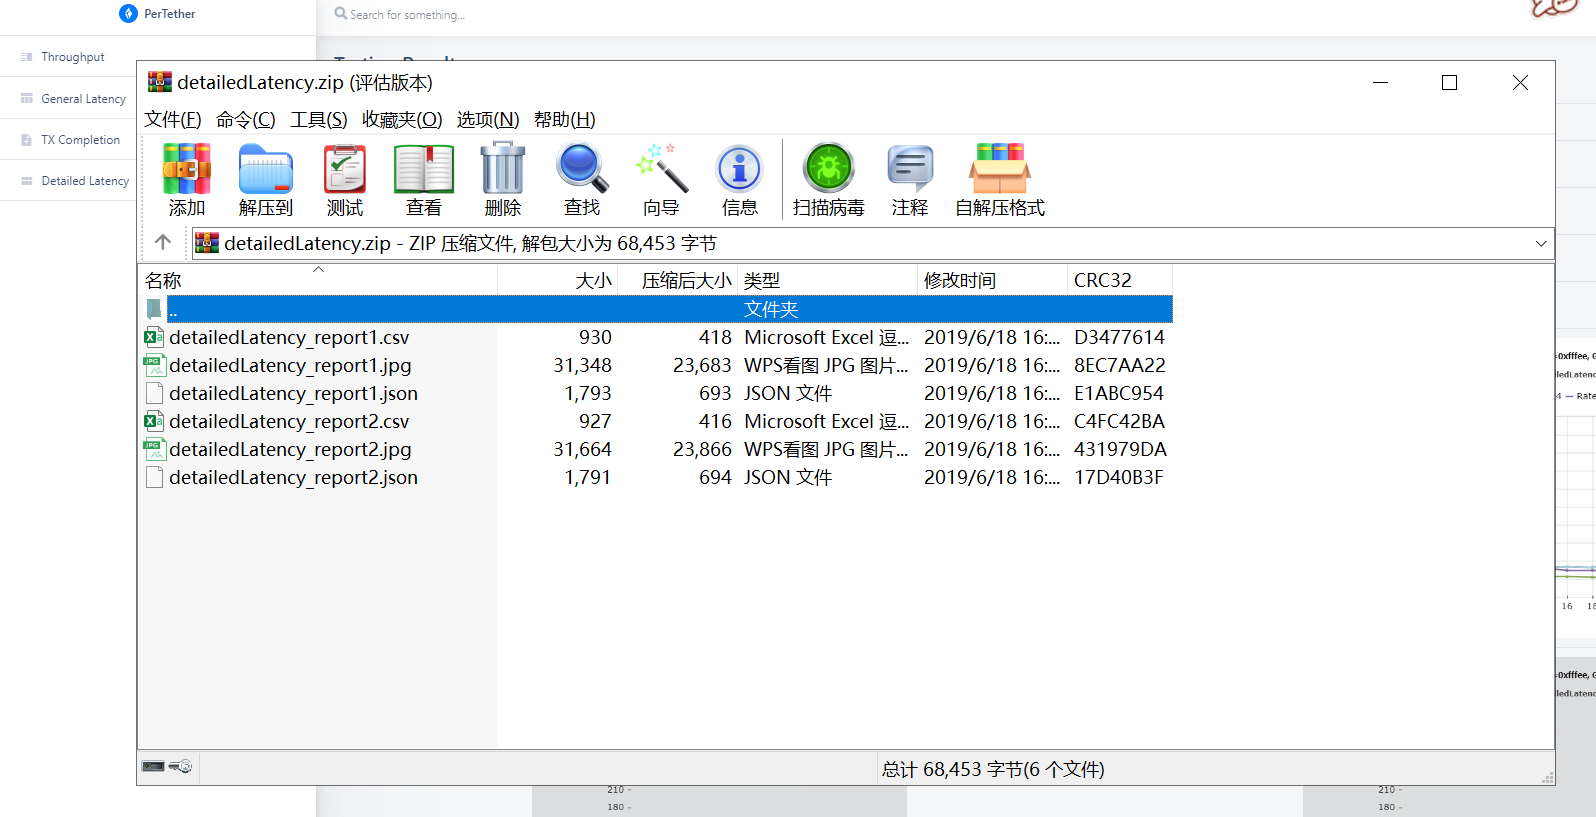 PerTether
Search for something...
Throughput
General Latency
TX Completion
Detailed Latency
detailedLatency.zip (评估版本)
文件(F) 命令(C) 工具(S) 收藏夹(O) 选项(N) 帮助(H)
添加 解压到 测试 查看 删除 查找 向导 信息 扫描病毒 注释 自解压格式
detailedLatency.zip - ZIP 压缩文件, 解包大小为 68,453 字节
名称 大小 压缩后大小 类型 修改时间 CRC32
.. 文件夹
detailedLatency_report1.csv 930 418 Microsoft Excel 逗... 2019/6/18 16:... D3477614
detailedLatency_report1.jpg 31,348 23,683 WPS看图 JPG 图片... 2019/6/18 16:... 8EC7AA22
detailedLatency_report1.json 1,793 693 JSON 文件 2019/6/18 16:... E1ABC954
detailedLatency_report2.csv 927 416 Microsoft Excel 逗... 2019/6/18 16:... C4FC42BA
detailedLatency_report2.jpg 31,664 23,866 WPS看图 JPG 图片... 2019/6/18 16:... 431979DA
detailedLatency_report2.json 1,791 694 JSON 文件 2019/6/18 16:... 17D40B3F
=0xfffee, G
iledLatenc
4 — Rate
16 18
=0xfffee, G
iledLatenc
总计 68,453 字节(6 个文件)
210 - 210 -
180 - 180 -